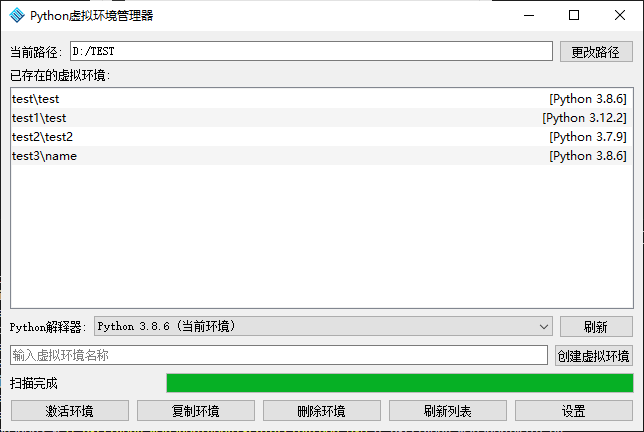 Python虚拟环境管理器
当前路径: D:/TEST 更改路径
已存在的虚拟环境:
test\test [Python 3.8.6]
test1\test [Python 3.12.2]
test2\test2 [Python 3.7.9]
test3\name [Python 3.8.6]
Python解释器: Python 3.8.6 (当前环境) 刷新
输入虚拟环境名称 创建虚拟环境
扫描完成
激活环境 复制环境 删除环境 刷新列表 设置